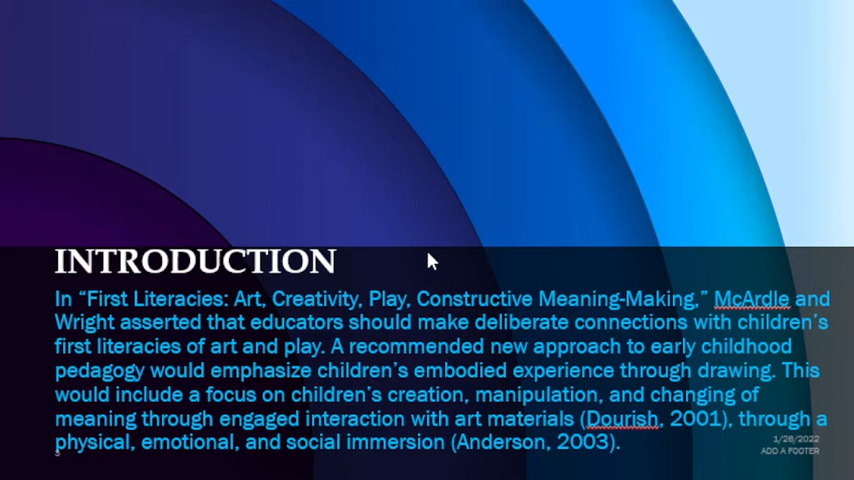 INTRODUCTION
In “First Literacies: Art, Creativity, Play, Constructive Meaning-Making,” McArdle and
Wright asserted that educators should make deliberate connections with children’s
first literacies of art and play. A recommended new approach to early childhood
pedagogy would emphasize children’s embodied experience through drawing. This
would include a focus on children’s creation, manipulation, and changing of
meaning through engaged interaction with art materials (Dourish, 2001), through a
physical, emotional, and social immersion (Anderson, 2003).
1/26/2022
ADD A FOOTER